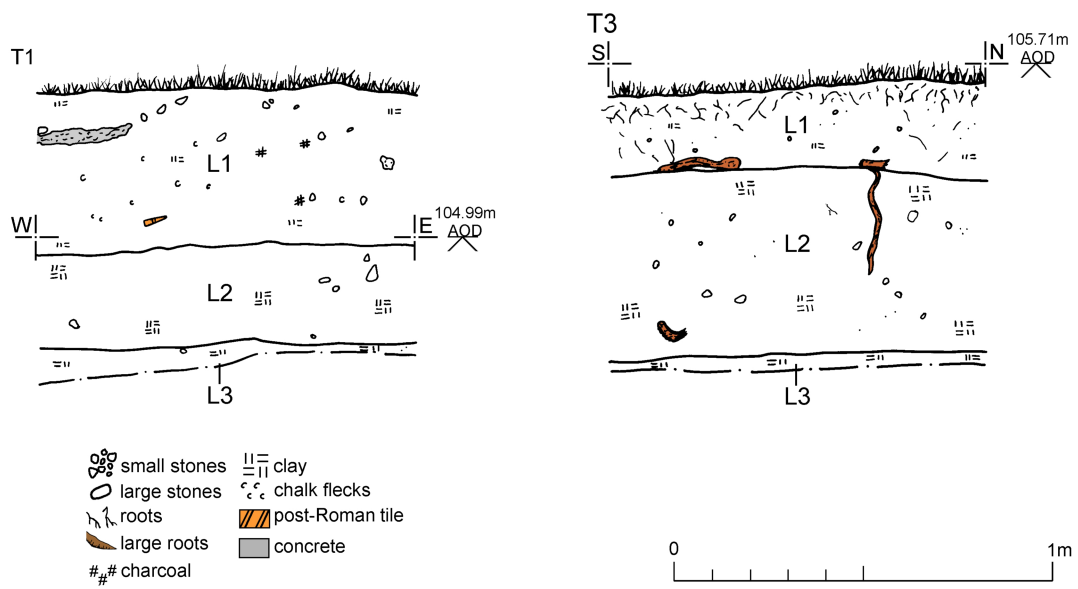 T1
L1
W
E
104.99m
AOD
L2
L3
T3
S
N
105.71m
AOD
L1
L2
L3
small stones
large stones
roots
large roots
charcoal
clay
chalk flecks
post-Roman tile
concrete
0
1m